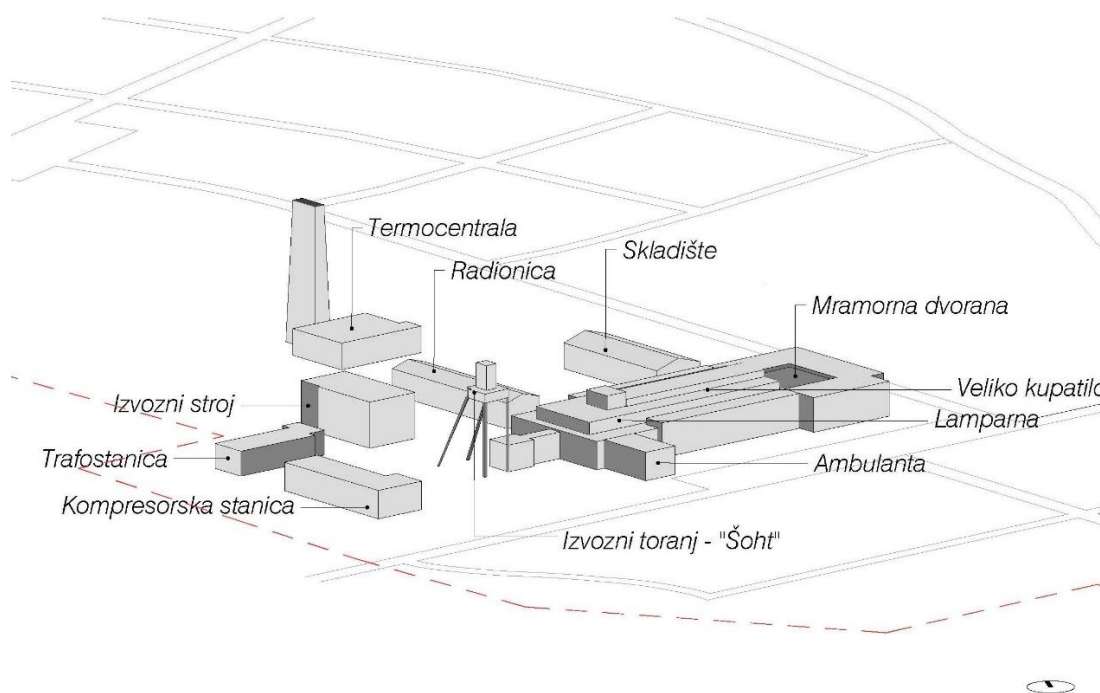 Termocentrala
Radionica
Skladište
Mramorna dvorana
Veliko kupatilo
Izvozni stroj
Lamparna
Trafostanica
Ambulanta
Kompresorska stanica
Izvozni toranj - "Šoht"